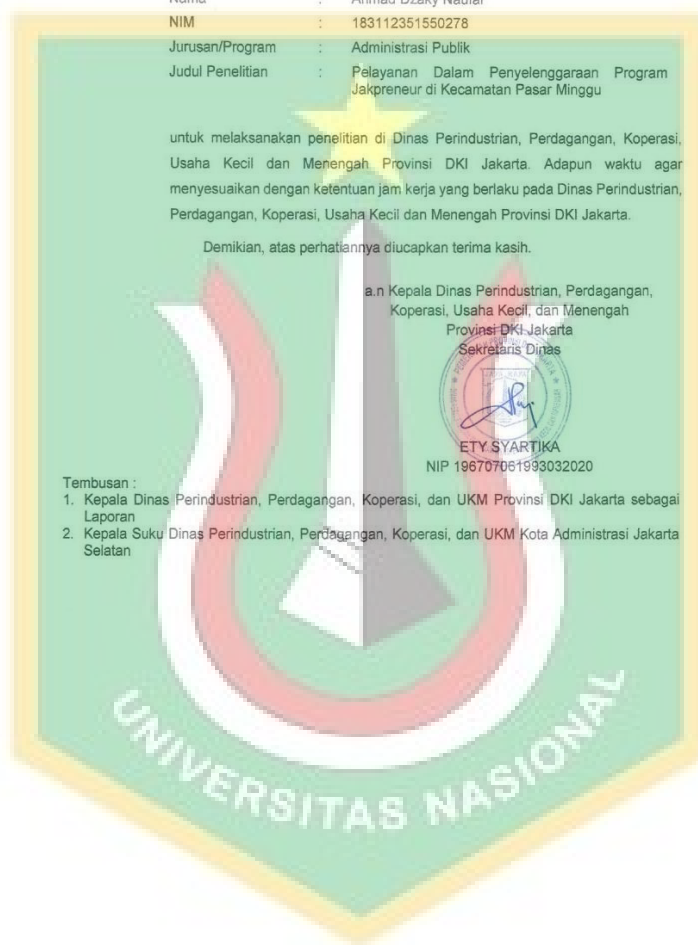 Nama : Ahmad Dzaky Naufal
NIM : 183112351550278
Jurusan/Program : Administrasi Publik
Judul Penelitian : Pelayanan Dalam Penyelenggaraan Program
Jakpreneur di Kecamatan Pasar Minggu
untuk melaksanakan penelitian di Dinas Perindustrian, Perdagangan, Koperasi,
Usaha Kecil dan Menengah Provinsi DKI Jakarta. Adapun waktu agar
menyesuaikan dengan ketentuan jam kerja yang berlaku pada Dinas Perindustrian,
Perdagangan, Koperasi, Usaha Kecil dan Menengah Provinsi DKI Jakarta.
Demikian, atas perhatiannya diucapkan terima kasih.
a.n Kepala Dinas Perindustrian, Perdagangan,
Koperasi, Usaha Kecil, dan Menengah
Provinsi DKI Jakarta
Sekretaris Dinas
ETY SYARTIKA
NIP 196707061993032020
Tembusan :
1. Kepala Dinas Perindustrian, Perdagangan, Koperasi, dan UKM Provinsi DKI Jakarta sebagai
Laporan
2. Kepala Suku Dinas Perindustrian, Perdagangan, Koperasi, dan UKM Kota Administrasi Jakarta
Selatan
UNIVERSITAS NASIONAL